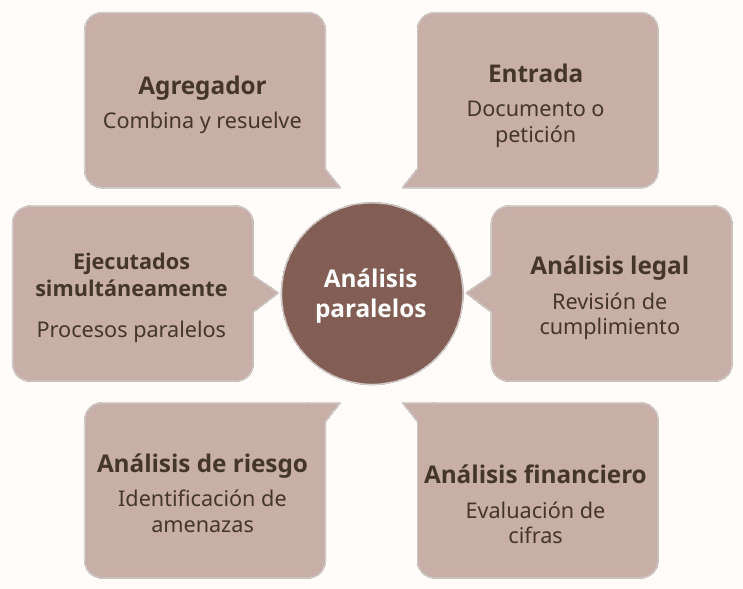 Agregador
Combina y resuelve
Entrada
Documento o
petición
Ejecutados
simultáneamente
Procesos paralelos
Análisis
paralelos
Análisis legal
Revisión de
cumplimiento
Análisis de riesgo
Identificación de
amenazas
Análisis financiero
Evaluación de
cifras